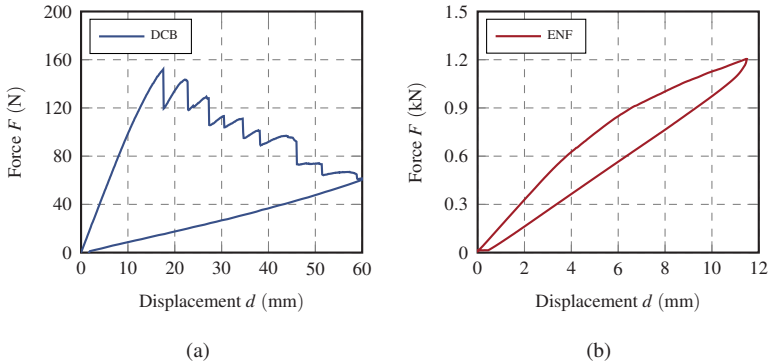 200
160
120
80
40
0
Force F (N)
DCB
0 10 20 30 40 50 60
Displacement d (mm)
(a)
1.5
1.2
0.9
0.6
0.3
0.0
Force F (kN)
ENF
0 2 4 6 8 10 12
Displacement d (mm)
(b)